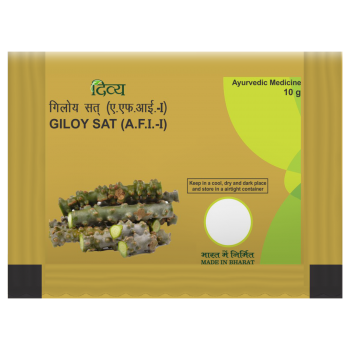 दिव्य
गिलोय सत् (ए.एफ.आई.-I)
GILOY SAT (A.F.I.-I)
Ayurvedic Medicine
10 g
Keep in a cool, dry and dark place
and store in a airtight container
भारत में निर्मित
MADE IN BHARAT